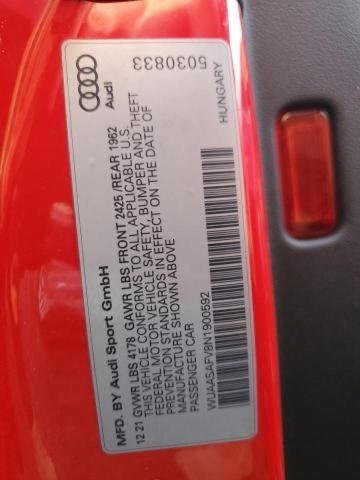 MFD. BY Audi Sport GmbH
12 21 GVWR LBS 4178 GAWR LBS FRONT 2425 /REAR 1962
THIS VEHICLE CONFORMS TO ALL APPLICABLE U.S.
FEDERAL MOTOR VEHICLE SAFETY, BUMPER AND THEFT
PREVENTION STANDARDS IN EFFECT ON THE DATE OF
MANUFACTURE SHOWN ABOVE
PASSENGER CAR
WUAASAFV8N1900592
Audi
5030833
HUNGARY